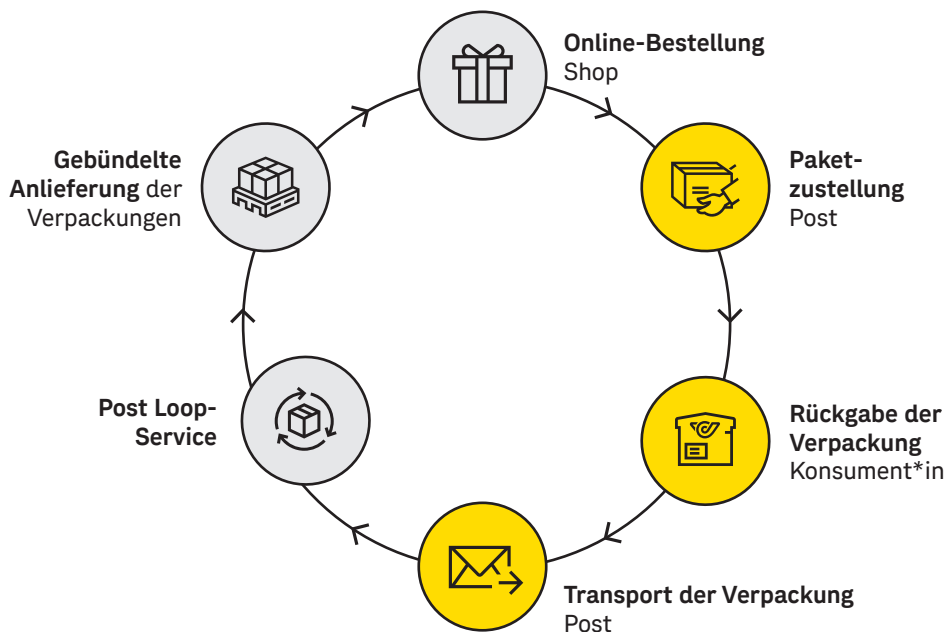 Online-Bestellung
Shop
Paket-
zustellung
Post
Rückgabe der
Verpackung
Konsument*in
Transport der Verpackung
Post
Post Loop-
Service
Gebündelte
Anlieferung der
Verpackungen